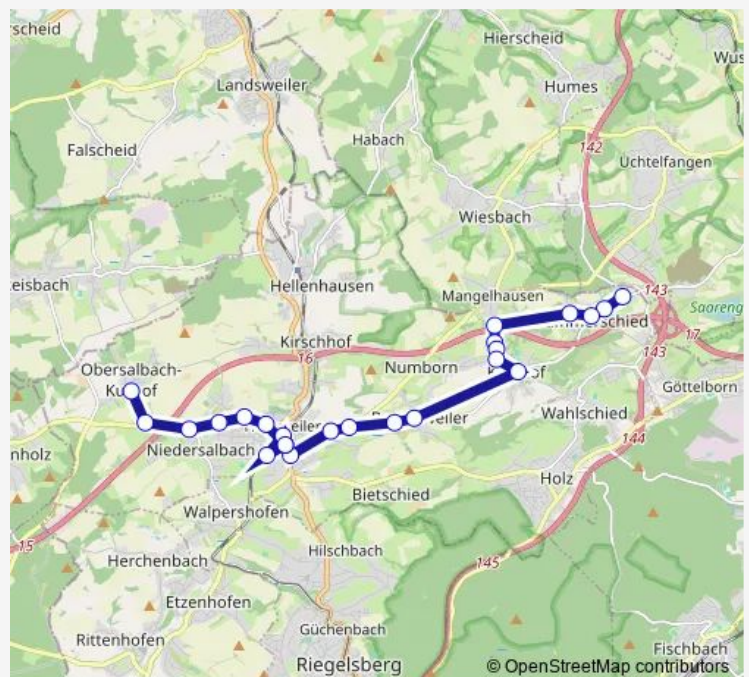 scheid
Hierscheid
Wus
Landsweiler
Humes
Habach
142
Falscheid
Uchtelfangen
Wiesbach
eisbach
Hellenhausen
Mangelhausen
143
Saareng
17
Kirschhof
16
143
Obersalbach-
Numborn
Göttelborn
Wahlschied
144
nholz
Niedersalbach
Holz
Bietschied
Walpershofen
15
Hilschbach
Herchenbach
145
Etzenhofen
Güchenbach
Rittenhofen
Fischbach
Riegelsberg
© OpenStreetMap contributors